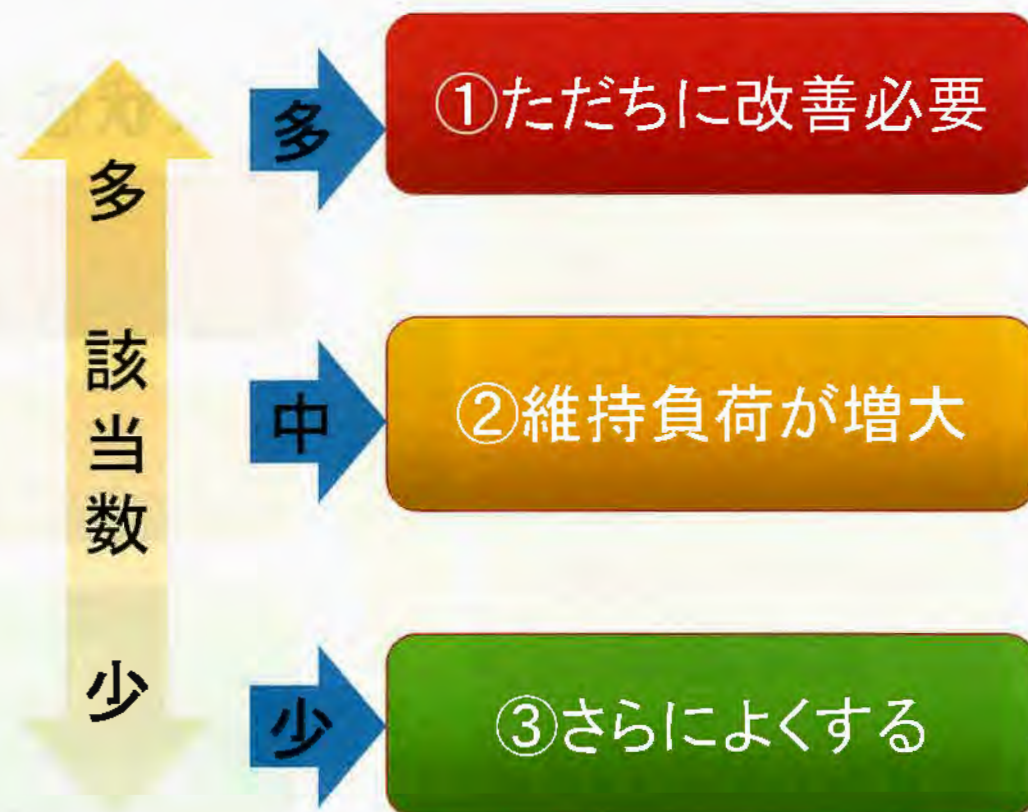 多 該当数 少
多
①ただちに改善必要
中
②維持負荷が増大
少
③さらによくする